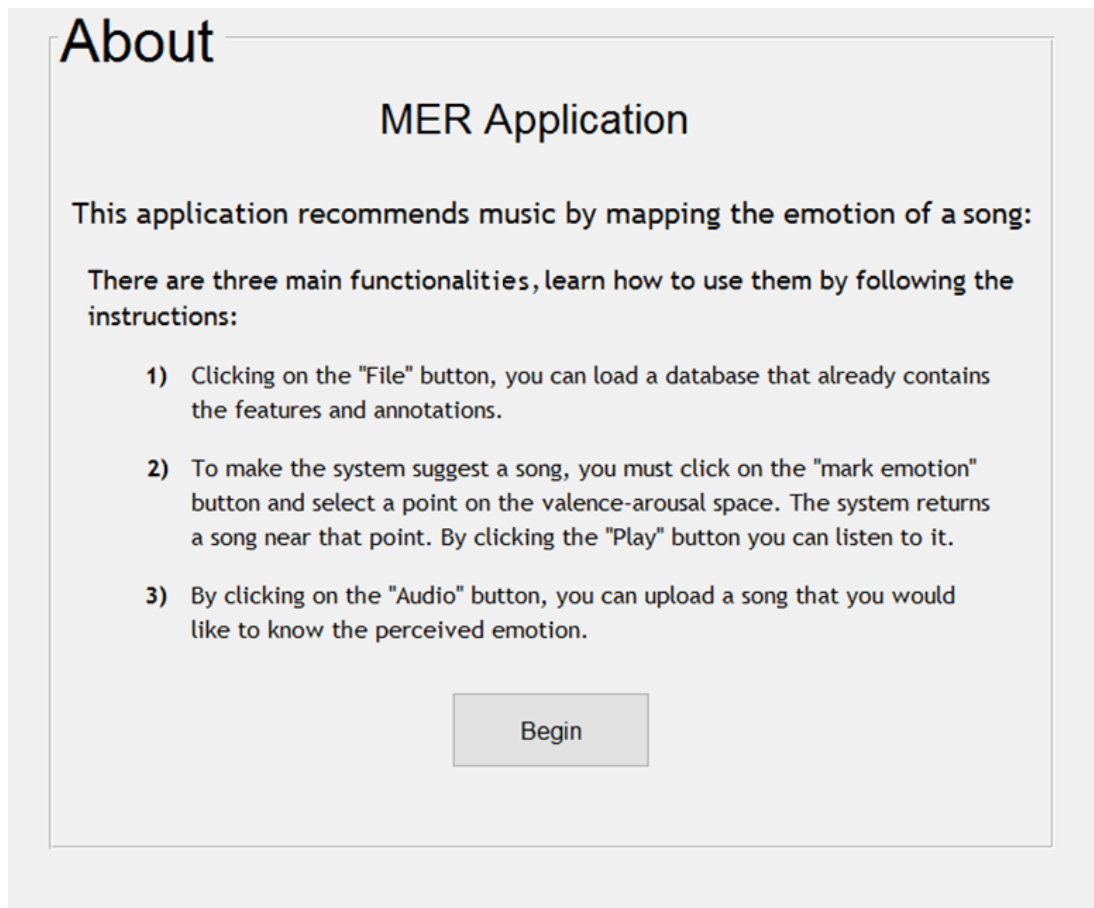 About
MER Application
This application recommends music by mapping the emotion of a song:
There are three main functionalities, learn how to use them by following the
instructions:
1) Clicking on the "File" button, you can load a database that already contains
the features and annotations.
2) To make the system suggest a song, you must click on the "mark emotion"
button and select a point on the valence-arousal space. The system returns
a song near that point. By clicking the "Play" button you can listen to it.
3) By clicking on the "Audio" button, you can upload a song that you would
like to know the perceived emotion.
Begin